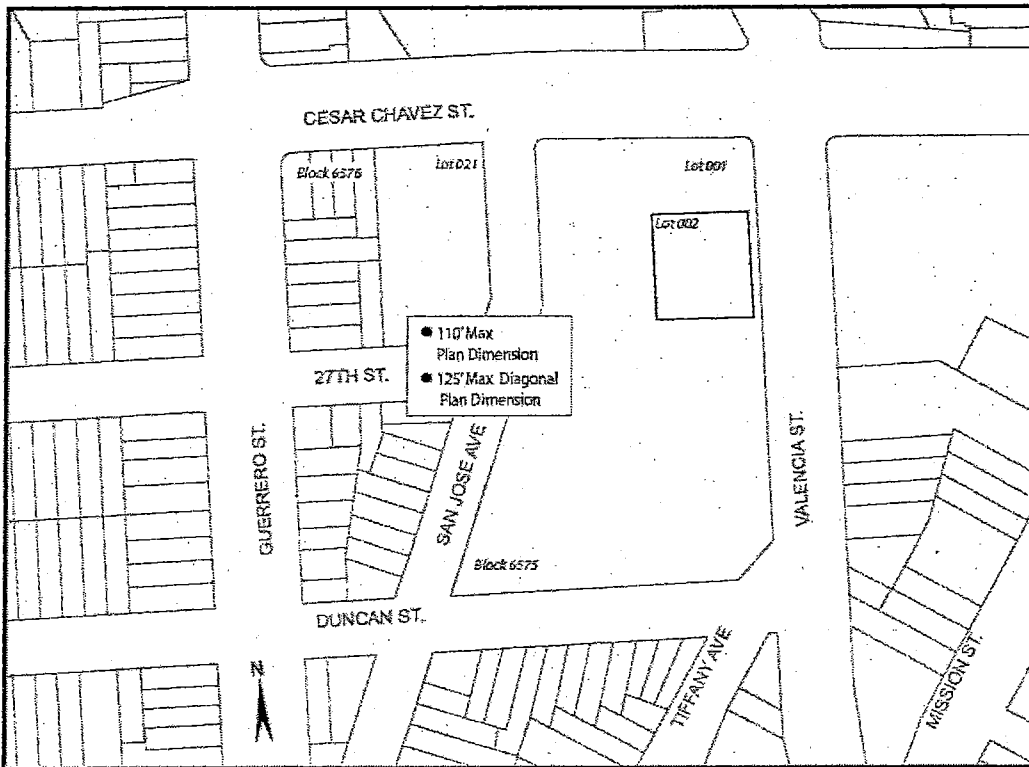 CESAR CHAVEZ ST.
Block 6576
Lot 021
Lot 001
Lot 002
● 110' Max
Plan Dimension
● 125' Max Diagonal
Plan Dimension
27TH ST.
GUERRERO ST.
SAN JOSE AVE
VALENCIA ST.
Block 6575
DUNCAN ST.
N
TIFFANY AVE
MISSION ST.